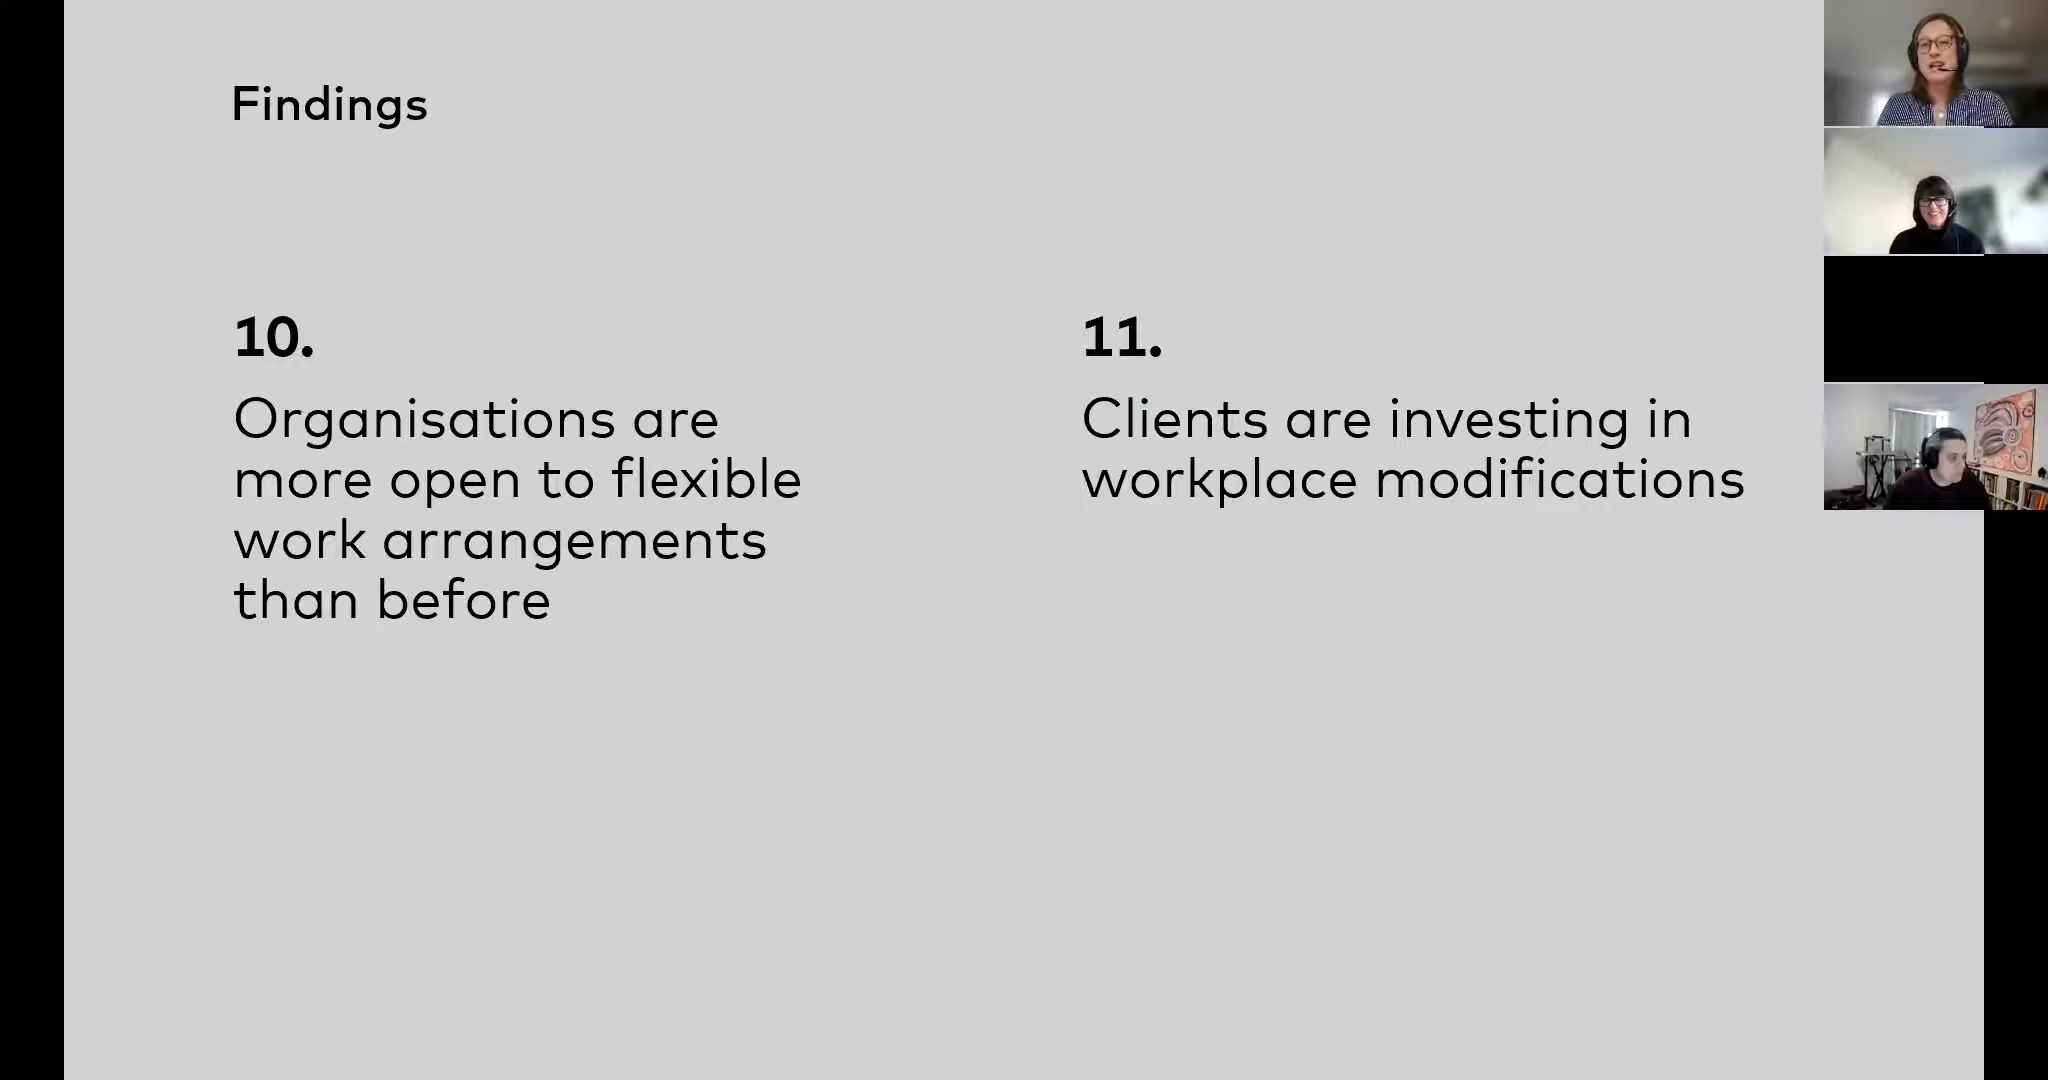 Findings
10.
Organisations are
more open to flexible
work arrangements
than before
11.
Clients are investing in
workplace modifications